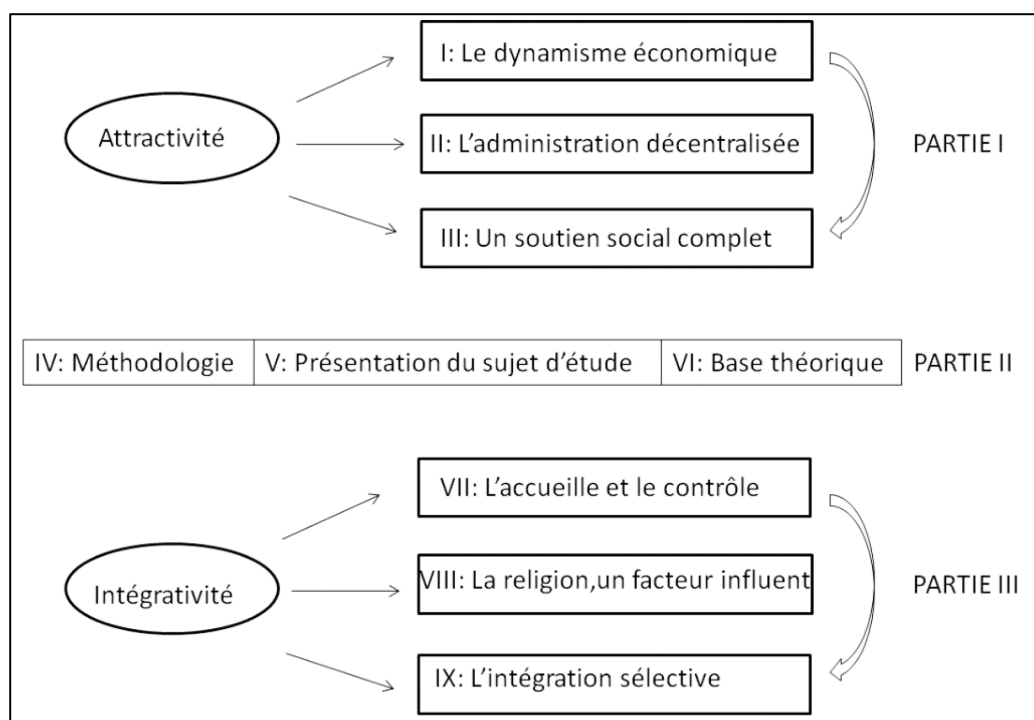 I: Le dynamisme économique
Attractivité
II: L'administration décentralisée
PARTIE I
III: Un soutien social complet
IV: Méthodologie
V: Présentation du sujet d'étude
VI: Base théorique
PARTIE II
VII: L'accueille et le contrôle
Intégrativité
VIII: La religion,un facteur influent
PARTIE III
IX: L'intégration sélective